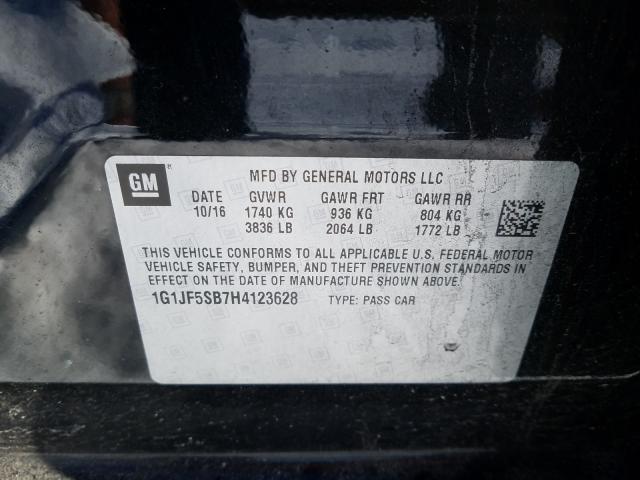 GM
MFD BY GENERAL MOTORS LLC
DATE GVWR GAWR FRT GAWR RR
10/16 1740 KG 936 KG 804 KG
3836 LB 2064 LB 1772 LB
THIS VEHICLE CONFORMS TO ALL APPLICABLE U.S. FEDERAL MOTOR
VEHICLE SAFETY, BUMPER, AND THEFT PREVENTION STANDARDS IN
EFFECT ON THE DATE OF MANUFACTURE SHOWN ABOVE.
1G1JF5SB7H4123628 TYPE: PASS CAR